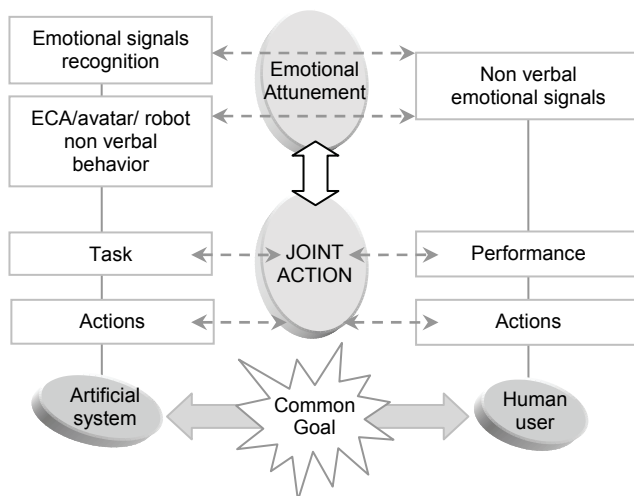 Emotional signals
recognition
Emotional
Attunement
Non verbal
emotional signals
ECA/avatar/ robot
non verbal
behavior
Task
JOINT
ACTION
Performance
Actions
Actions
Artificial
system
Common
Goal
Human
user